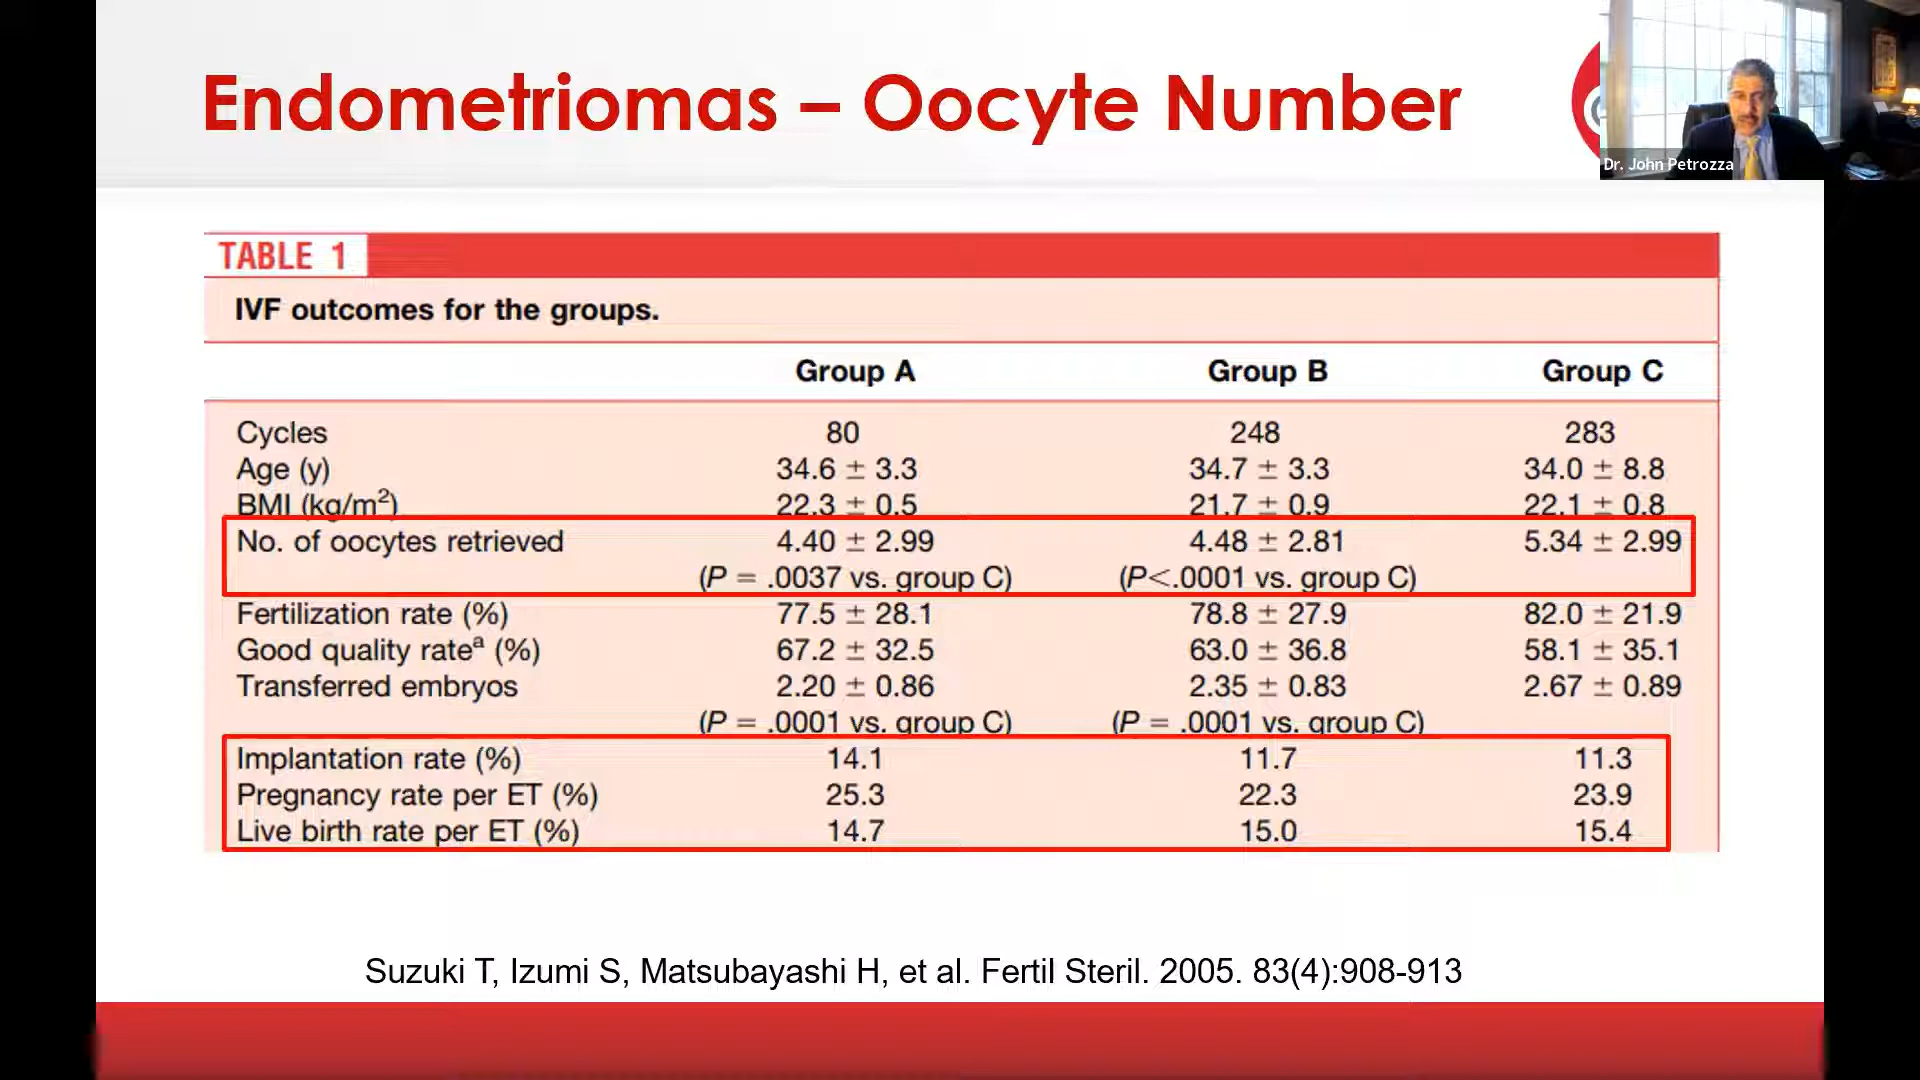 Endometriomas – Oocyte Number
Dr. John Petrozza
TABLE 1
IVF outcomes for the groups.
Group A Group B Group C
Cycles 80 248 283
Age (y) 34.6 ± 3.3 34.7 ± 3.3 34.0 ± 8.8
BMI (kg/m²) 22.3 ± 0.5 21.7 ± 0.9 22.1 ± 0.8
No. of oocytes retrieved 4.40 ± 2.99 4.48 ± 2.81 5.34 ± 2.99
(P = .0037 vs. group C) (P<.0001 vs. group C)
Fertilization rate (%) 77.5 ± 28.1 78.8 ± 27.9 82.0 ± 21.9
Good quality rateᵃ (%) 67.2 ± 32.5 63.0 ± 36.8 58.1 ± 35.1
Transferred embryos 2.20 ± 0.86 2.35 ± 0.83 2.67 ± 0.89
(P = .0001 vs. group C) (P = .0001 vs. group C)
Implantation rate (%) 14.1 11.7 11.3
Pregnancy rate per ET (%) 25.3 22.3 23.9
Live birth rate per ET (%) 14.7 15.0 15.4
Suzuki T, Izumi S, Matsubayashi H, et al. Fertil Steril. 2005. 83(4):908-913